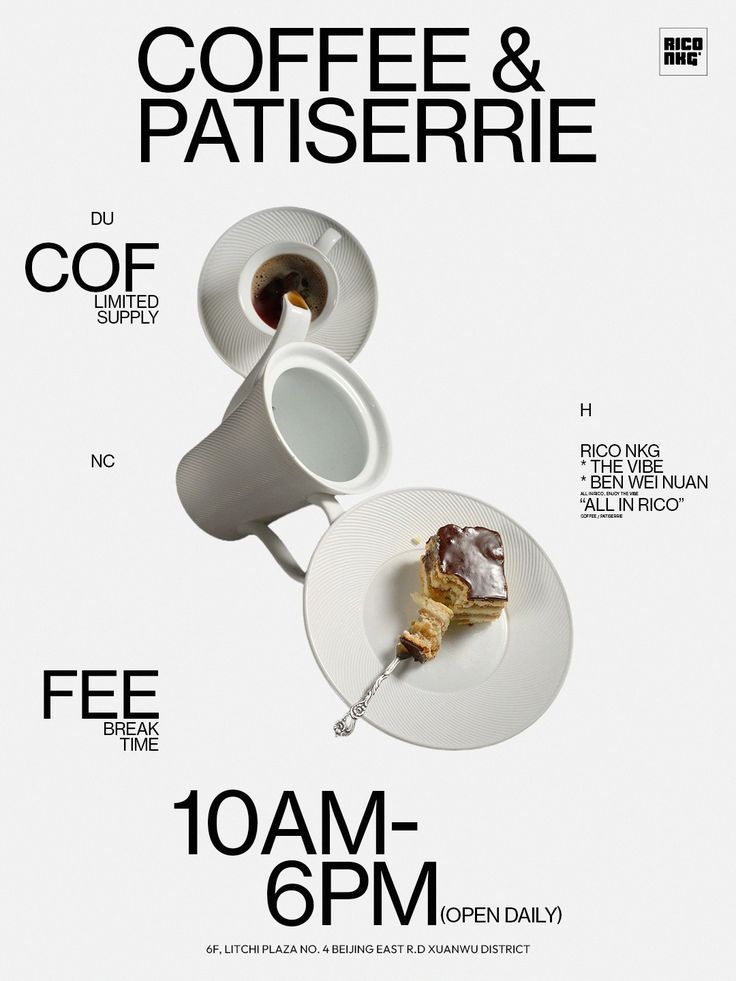 COFFEE &
PATISERRIE
RICO
NKG'
DU
COF
LIMITED
SUPPLY
H
NC
RICO NKG
* THE VIBE
* BEN WEI NUAN
ALL IN RICO, ENJOY THE VIBE
“ALL IN RICO”
COFFEE / PATISERRIE
FEE
BREAK
TIME
10AM-
6PM (OPEN DAILY)
6F, LITCHI PLAZA NO. 4 BEIJING EAST R.D XUANWU DISTRICT